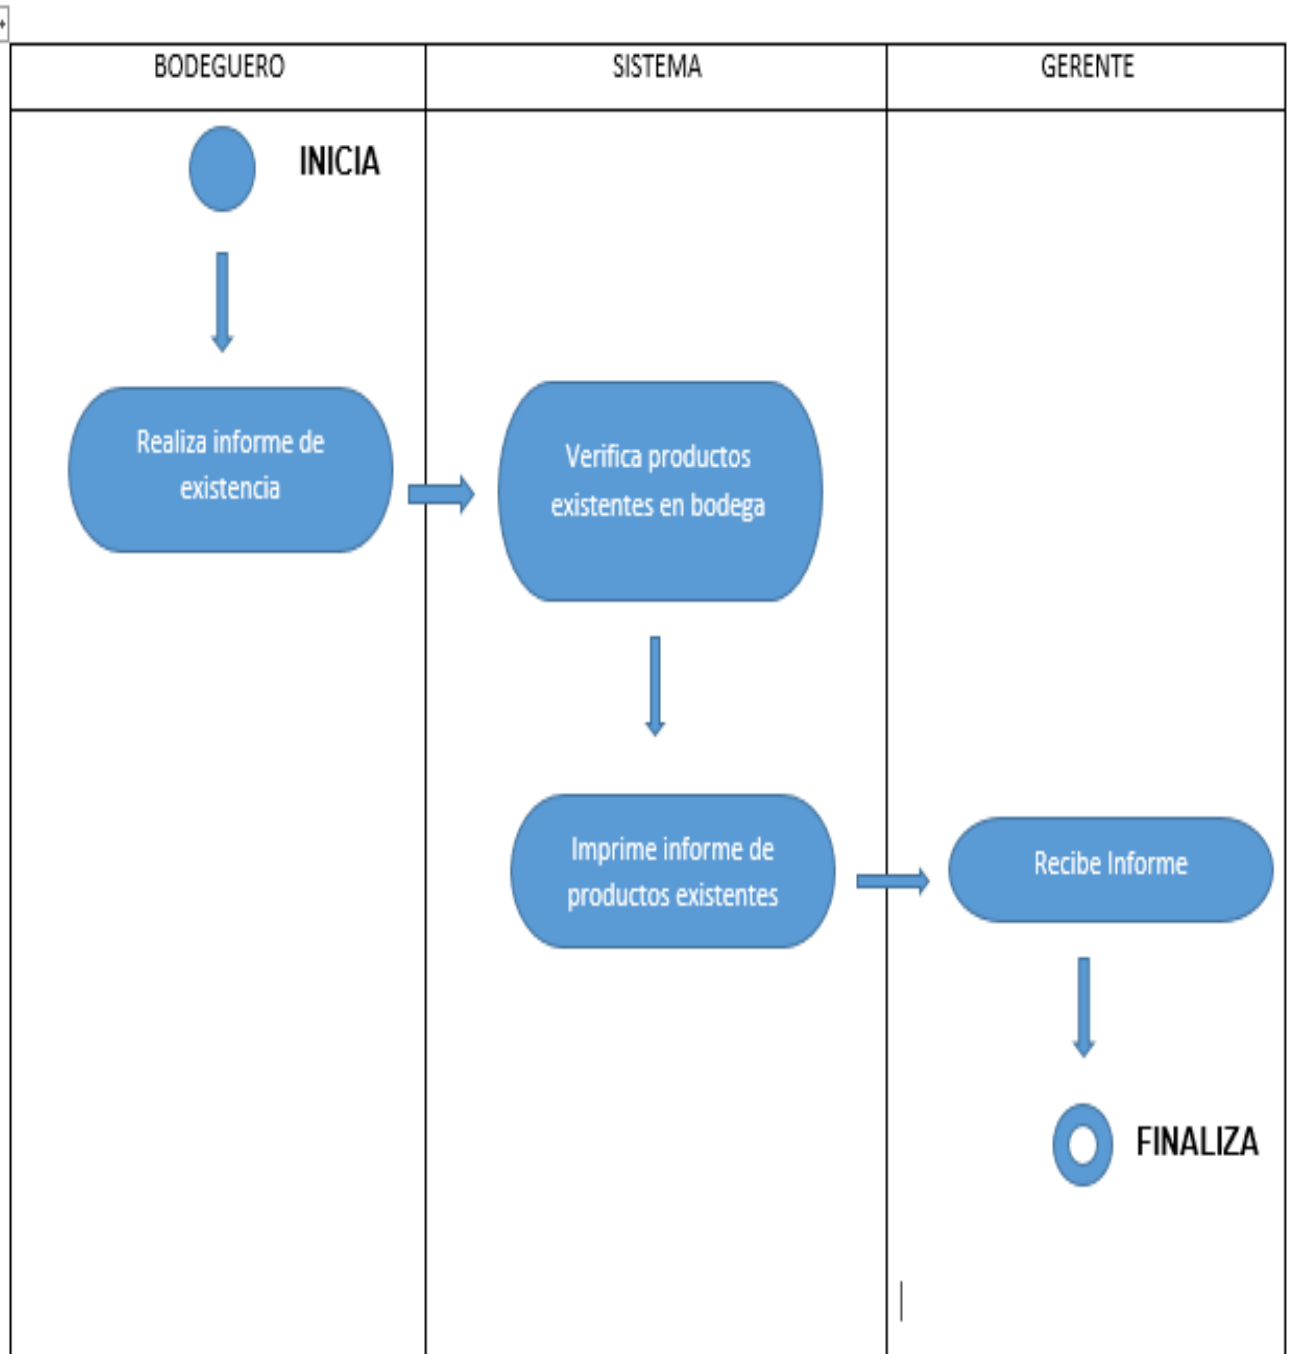 BODEGUERO
SISTEMA
GERENTE
INICIA
Realiza informe de
existencia
Verifica productos
existentes en bodega
Imprime informe de
productos existentes
Recibe Informe
FINALIZA